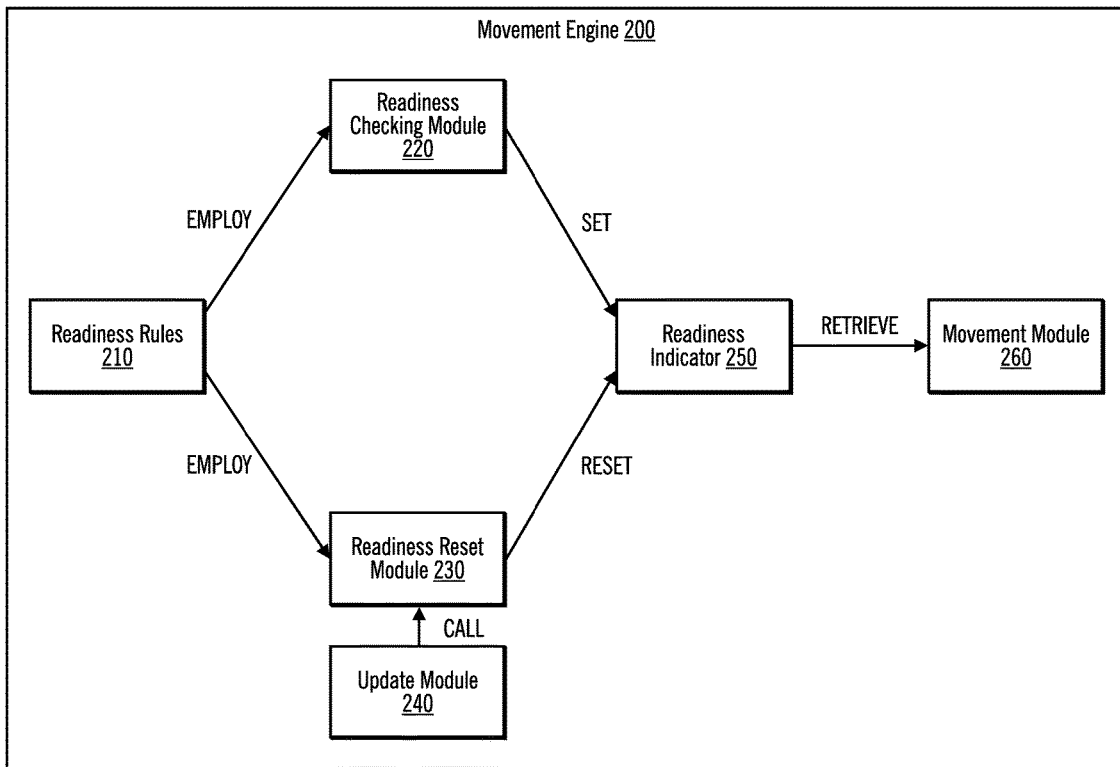 Movement Engine 200
Readiness
Checking Module
220
EMPLOY
SET
Readiness Rules
210
Readiness
Indicator 250
RETRIEVE
Movement Module
260
EMPLOY
RESET
Readiness Reset
Module 230
CALL
Update Module
240